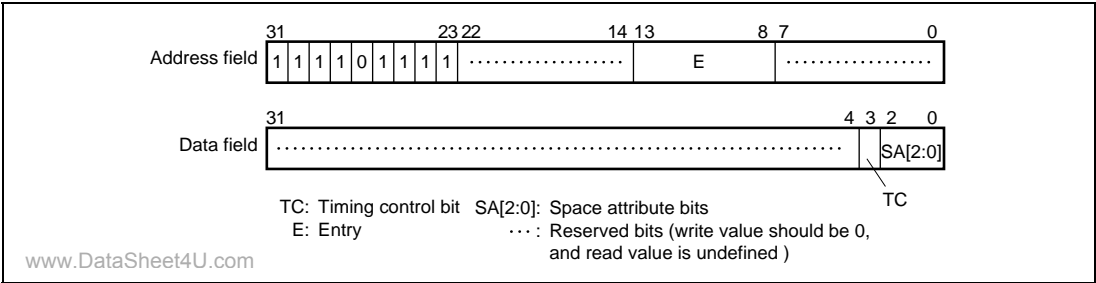 31 23 22 14 13 8 7 0
Address field 1 1 1 1 0 1 1 1 1 ·················· E ·················
31 4 3 2 0
Data field ···································································· SA[2:0]
TC
TC: Timing control bit SA[2:0]: Space attribute bits
E: Entry ··· : Reserved bits (write value should be 0,
and read value is undefined )
www.DataSheet4U.com